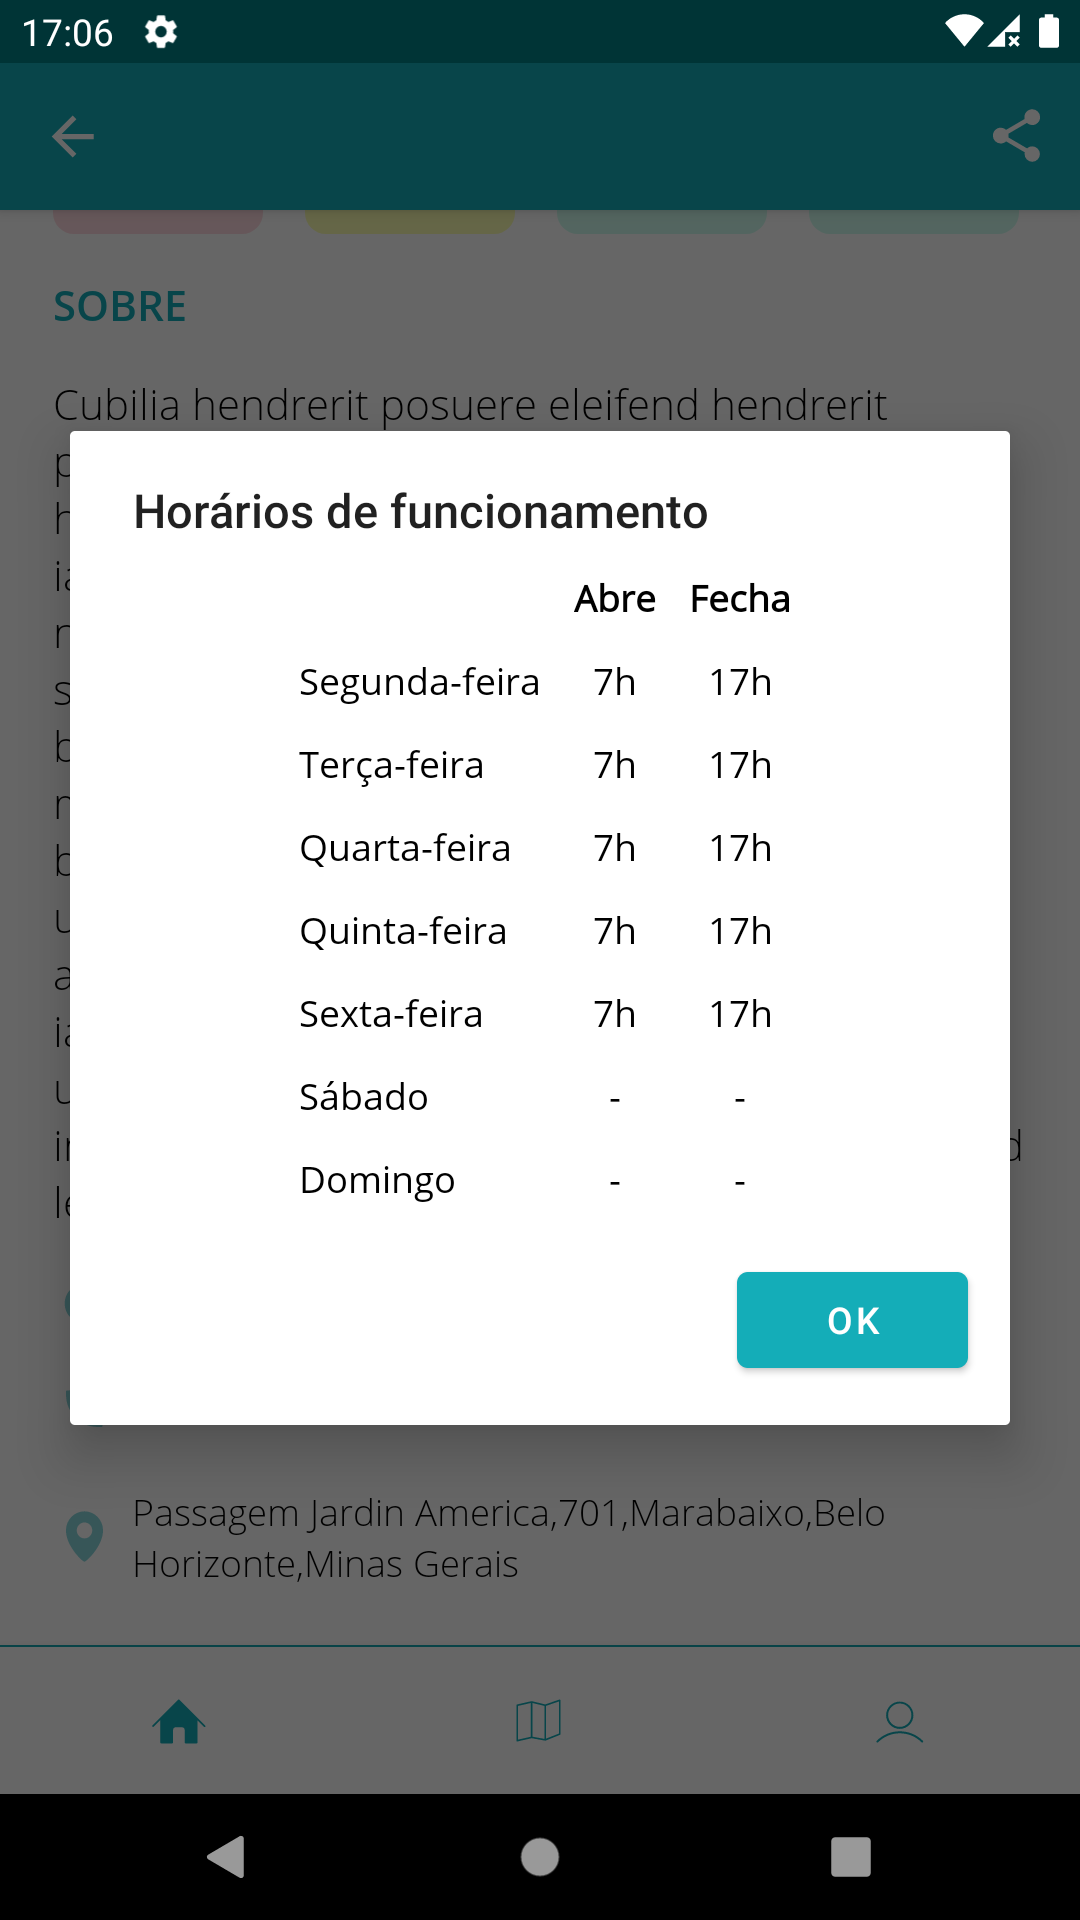 17:06
SOBRE
Cubilia hendrerit posuere eleifend hendrerit
Horários de funcionamento
Abre Fecha
Segunda-feira 7h 17h
Terça-feira 7h 17h
Quarta-feira 7h 17h
Quinta-feira 7h 17h
Sexta-feira 7h 17h
Sábado - -
Domingo - -
OK
Passagem Jardin America,701,Marabaixo,Belo
Horizonte,Minas Gerais